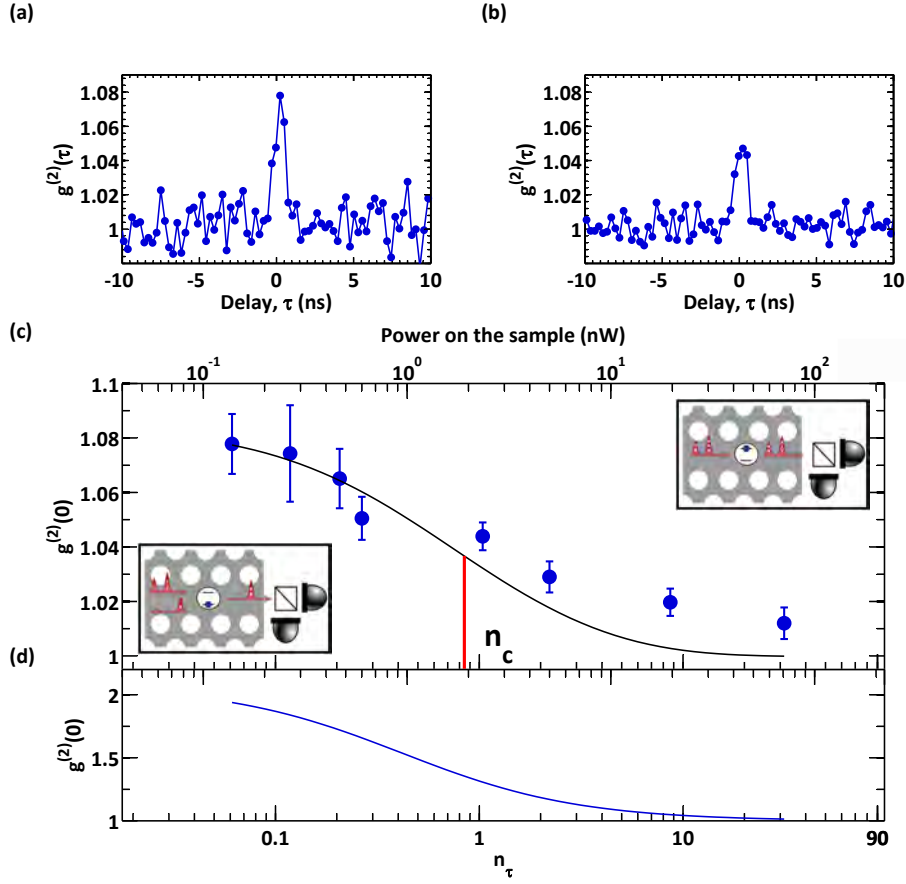 (a)
(b)
1.08
1.06
1.04
1.02
1
g(2)(τ)
-10 -5 0 5 10
Delay, τ (ns)
1.08
1.06
1.04
1.02
1
g(2)(τ)
-10 -5 0 5 10
Delay, τ (ns)
(c)
Power on the sample (nW)
10-1 100 101 102
1.1
1.08
1.06
1.04
1.02
1
g(2)(0)
nc
(d)
2
1.5
1
g(2)(0)
0.1 1 10 90
nτ